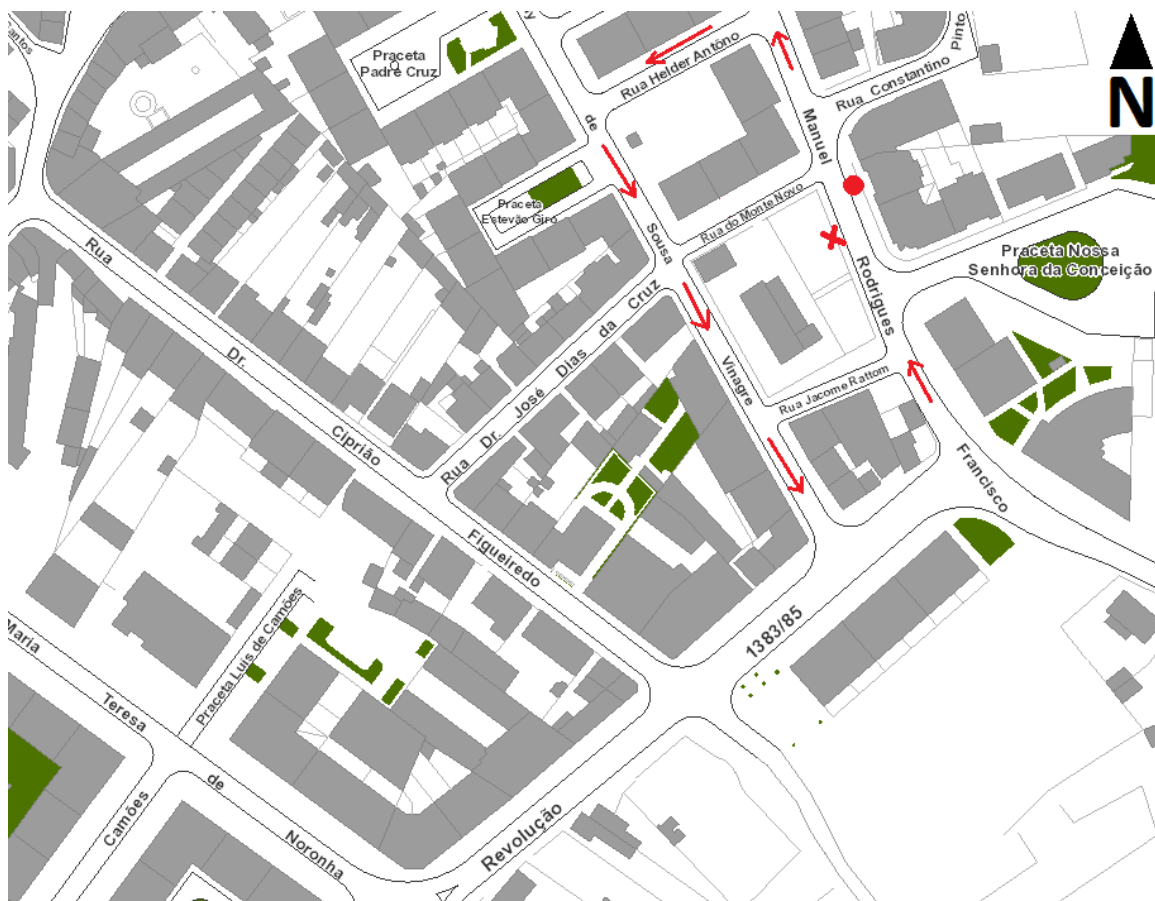 Praceta
Padre Cruz
de
Rua Helder Antôno
Manuel
Rua Constantino
Pinto
N
Praceta
Estevão Giro
Sousa
Rua do Monte Novo
Rodrigues
Praceta Nossa
Senhora da Conceição
Rua
Dr.
Ciprião
Figueiredo
Rua Dr. José Dias da Cruz
Vinagre
Rua Jacome Rattom
Francisco
1383/85
Revolução
Praceta Luis de Camões
Maria
Teresa
de
Noronha
Camões